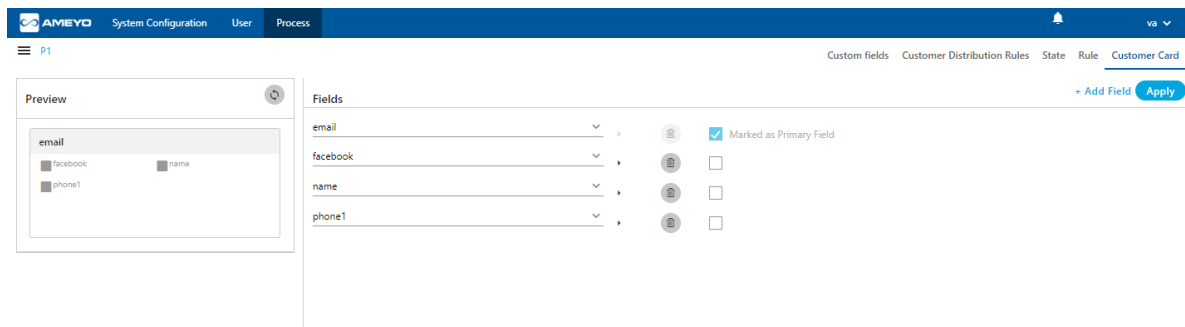 AMEYO System Configuration User Process va
P1
Custom fields Customer Distribution Rules State Rule Customer Card
Preview
Fields
+ Add Field Apply
email
facebook name
phone1
email Marked as Primary Field
facebook
name
phone1